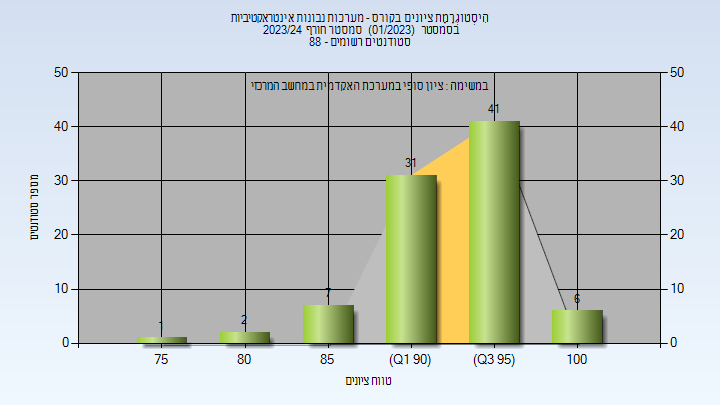 היסטוגרמת ציונים בקורס - מערכות נבונות אינטראקטיביות
בסמסטר (01/2023) סמסטר חורף 2023/24
סטודנטים רשומים - 88
במשימה : ציון סופי במערכת האקדמית במחשב המרכזי
מספר סטודנטים
50
40
30
20
10
0
50
40
30
20
10
0
1
2
7
31
41
6
75
80
85
(Q1 90)
(Q3 95)
100
טווח ציונים